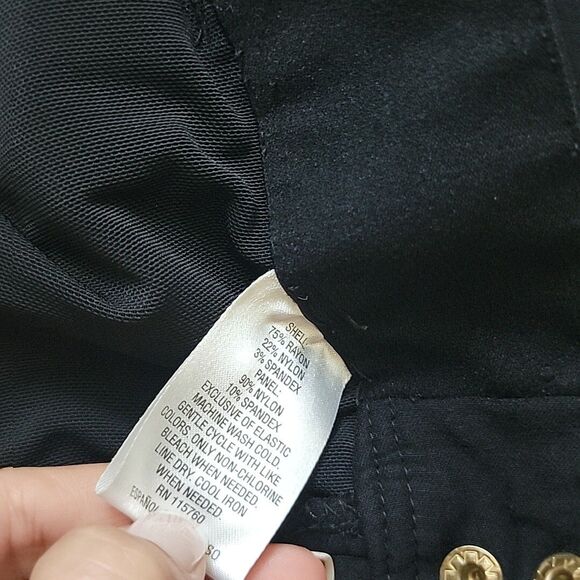 SHELL
75% RAYON
22% NYLON
3% SPANDEX
PANEL
90% NYLON
10% SPANDEX
EXCLUSIVE OF ELASTIC
MACHINE WASH COLD.
GENTLE CYCLE WITH LIKE
COLORS. ONLY NON-CHLORINE
BLEACH WHEN NEEDED.
LINE DRY. COOL IRON
WHEN NEEDED.
RN 115760